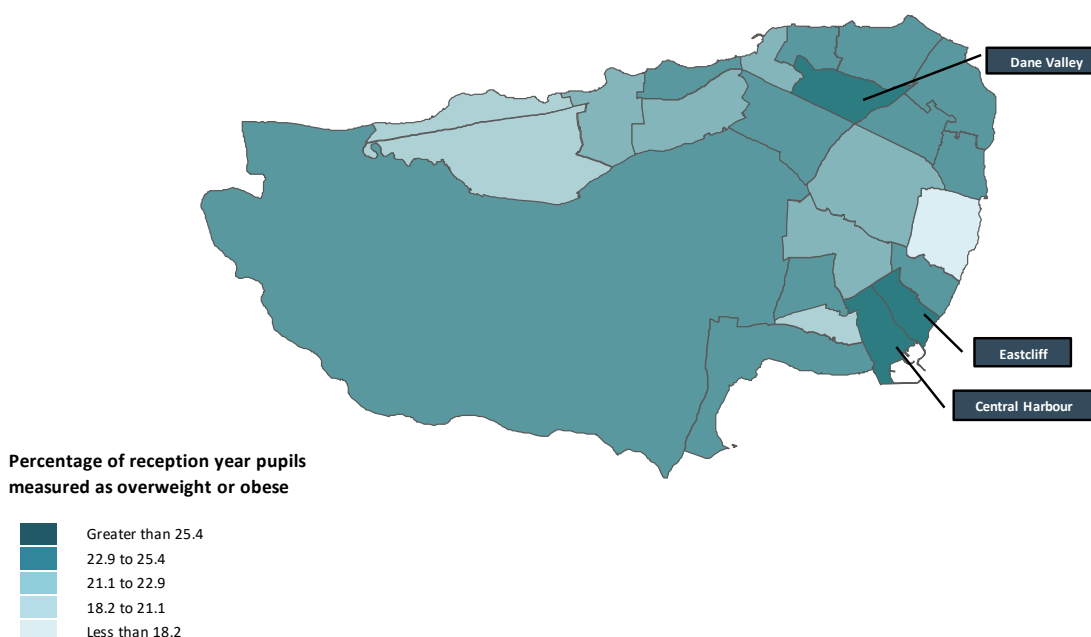 Dane Valley
Eastcliff
Central Harbour
Percentage of reception year pupils
measured as overweight or obese
Greater than 25.4
22.9 to 25.4
21.1 to 22.9
18.2 to 21.1
Less than 18.2